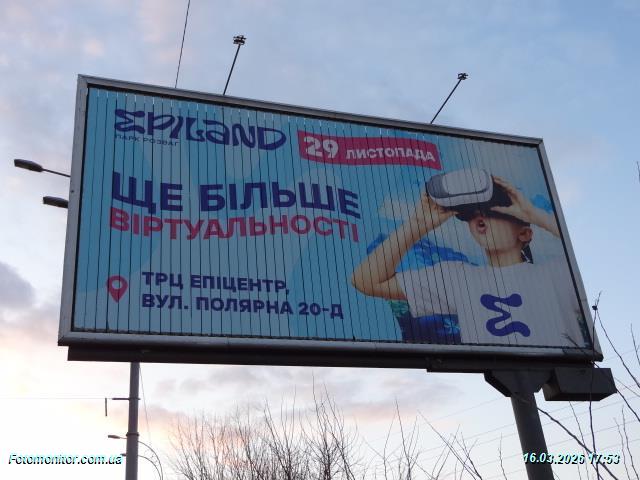 EPILAND
ПАРК РОЗВАГ
29 ЛИСТОПАДА
ЩЕ БІЛЬШЕ
ВІРТУАЛЬНОСТІ
ТРЦ ЕПІЦЕНТР,
ВУЛ. ПОЛЯРНА 20-Д
Fotomonitor.com.ua
16.03.2026 17:53